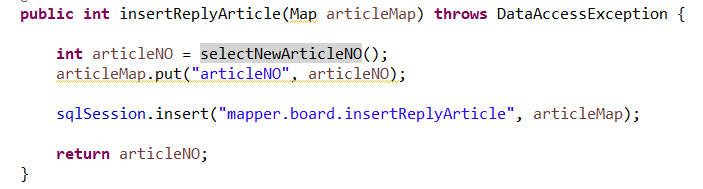 public int insertReplyArticle(Map articleMap) throws DataAccessException {
int articleNO = selectNewArticleNO();
articleMap.put("articleNO", articleNO);
sqlSession.insert("mapper.board.insertReplyArticle", articleMap);
return articleNO;
}